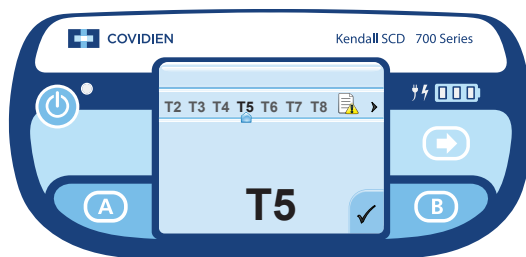 COVIDIEN Kendall SCD 700 Series
T2 T3 T4 T5 T6 T7 T8
T5
A B